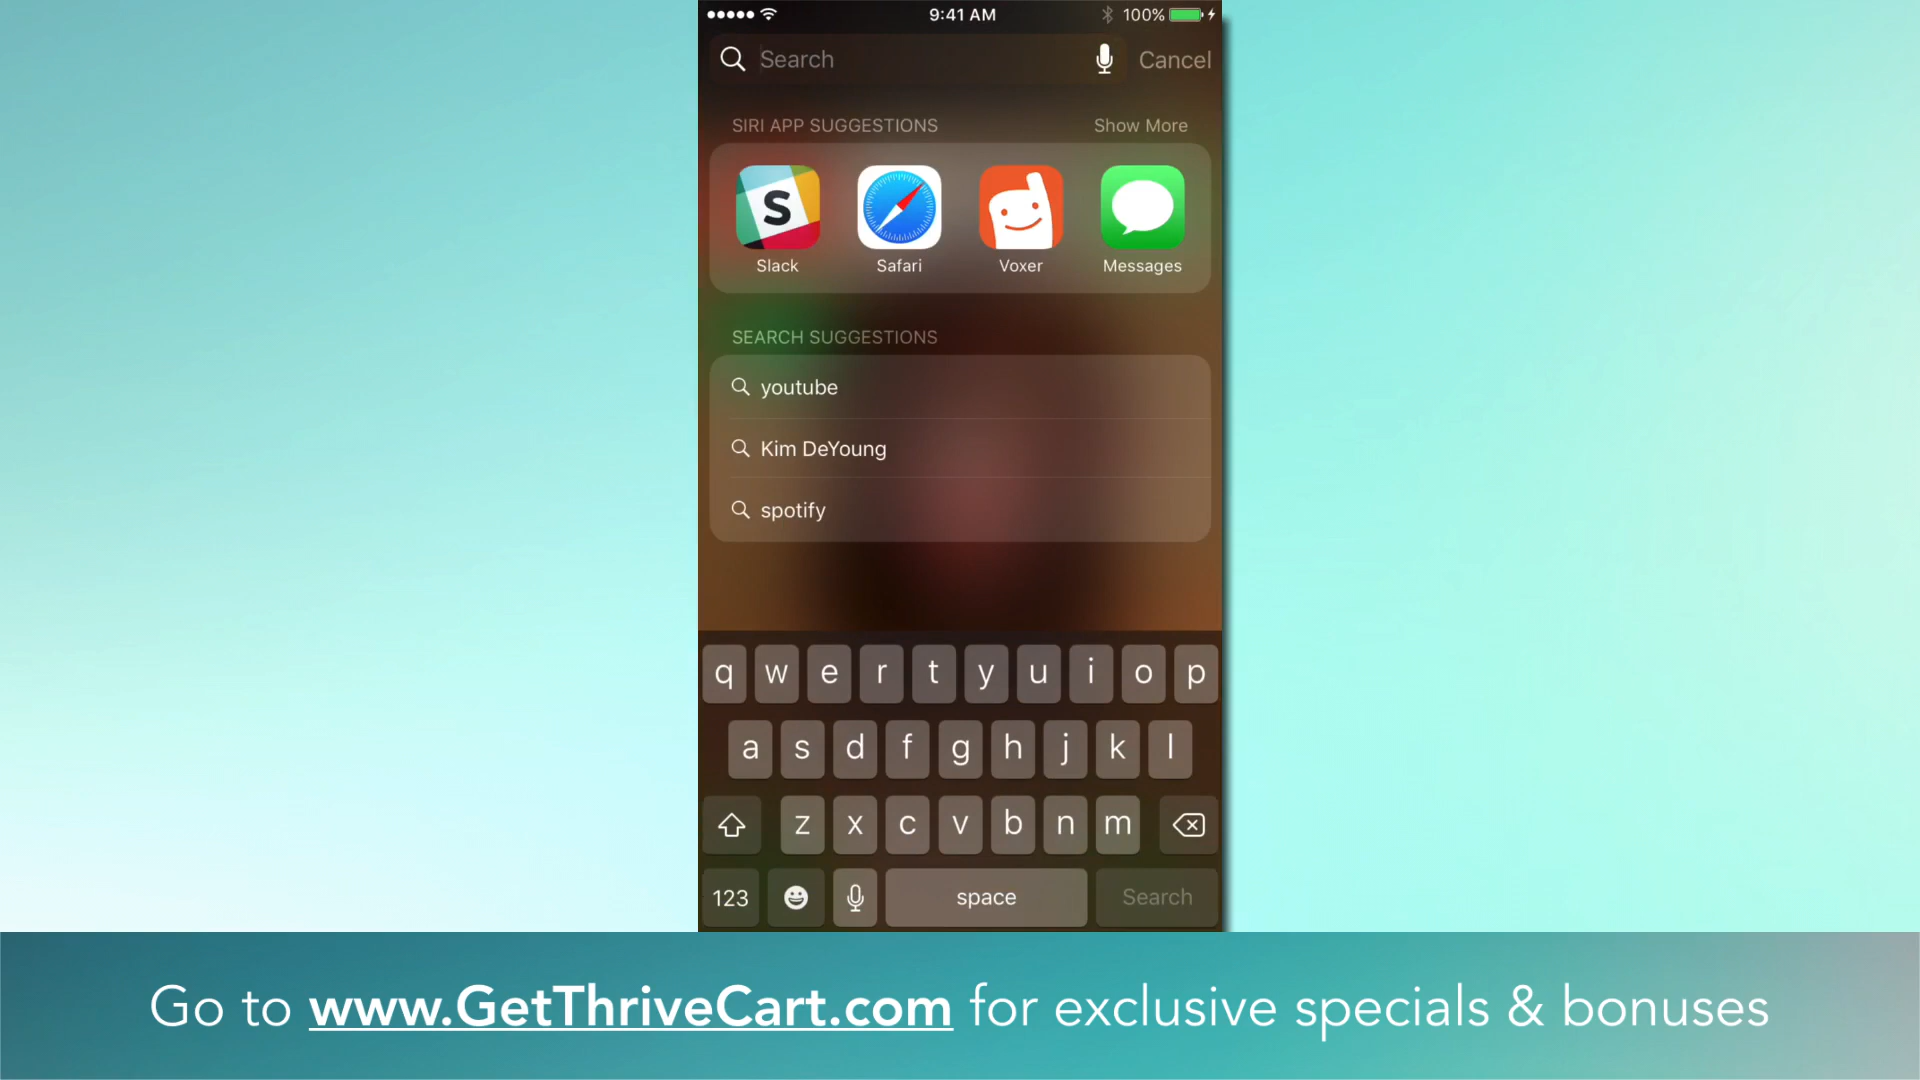 9:41 AM
100%
Search
Cancel
SIRI APP SUGGESTIONS
Show More
S
Slack
Safari
Voxer
Messages
SEARCH SUGGESTIONS
youtube
Kim DeYoung
spotify
q w e r t y u i o p
a s d f g h j k l
z x c v b n m
123
space
Search
Go to www.GetThriveCart.com for exclusive specials & bonuses